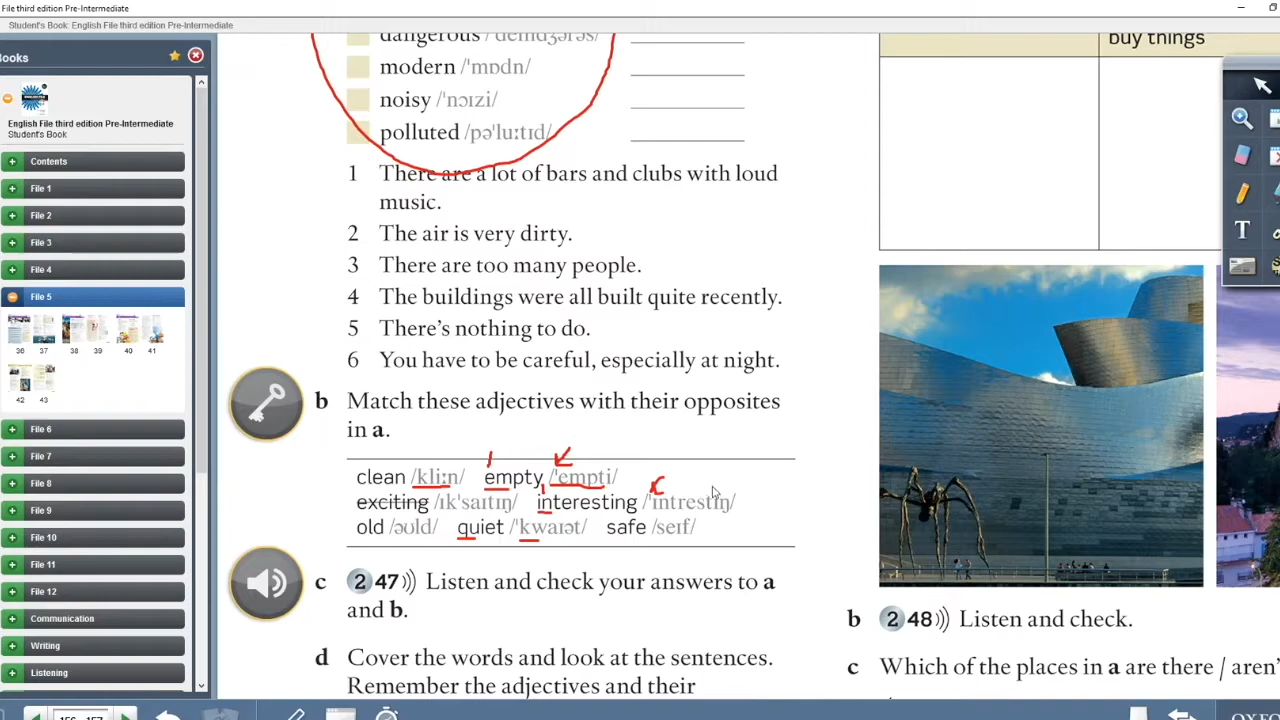 File third edition Pre-Intermediate
Student's Book: English File third edition Pre-Intermediate
Books
English File third edition Pre-Intermediate
Student's Book
Contents
File 1
File 2
File 3
File 4
File 5
36 37 38 39 40 41
42 43
File 6
File 7
File 8
File 9
File 10
File 11
File 12
Communication
Writing
Listening
dangerous /ˈdeɪndʒərəs/
modern /ˈmɒdn/
noisy /ˈnɔɪzi/
polluted /pəˈluːtɪd/
1 There are a lot of bars and clubs with loud
music.
2 The air is very dirty.
3 There are too many people.
4 The buildings were all built quite recently.
5 There's nothing to do.
6 You have to be careful, especially at night.
b Match these adjectives with their opposites
in a.
clean /kliːn/ empty /ˈempti/
exciting /ɪkˈsaɪtɪŋ/ interesting /ˈɪntrestɪŋ/
old /əʊld/ quiet /ˈkwaɪət/ safe /seɪf/
c 2 47))) Listen and check your answers to a
and b.
d Cover the words and look at the sentences.
Remember the adjectives and their
buy things
b 2 48))) Listen and check.
c Which of the places in a are there / aren'
T
156 - 157